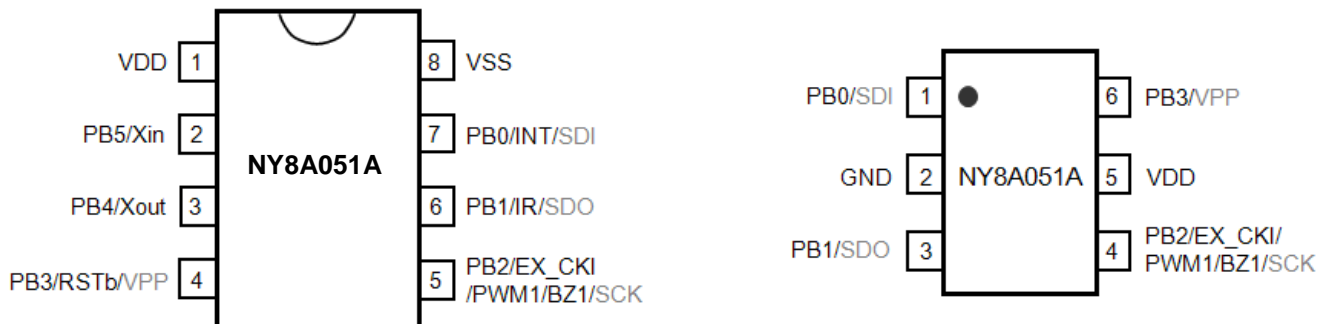 VDD 1
PB5/Xin 2
PB4/Xout 3
PB3/RSTb/VPP 4
NY8A051A
8 VSS
7 PB0/INT/SDI
6 PB1/IR/SDO
5 PB2/EX_CKI
/PWM1/BZ1/SCK
PB0/SDI 1
GND 2
PB1/SDO 3
NY8A051A
6 PB3/VPP
5 VDD
4 PB2/EX_CKI/
PWM1/BZ1/SCK